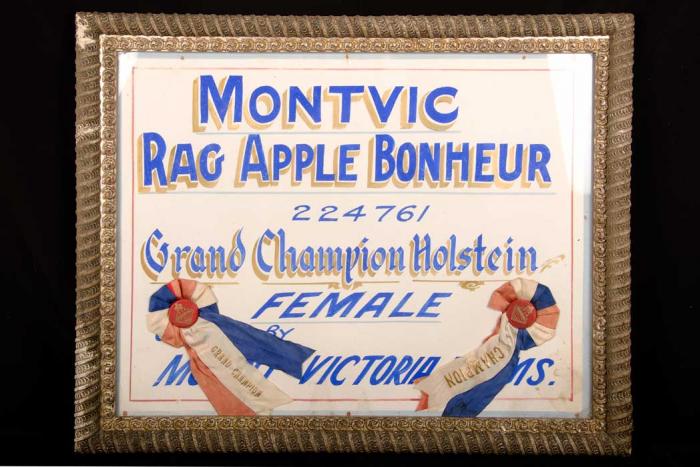 MONTVIC
RAG APPLE BONHEUR
224761
Grand Champion Holstein
FEMALE
BY
VICTORIA
GRAND CHAMPION
CHAMPION